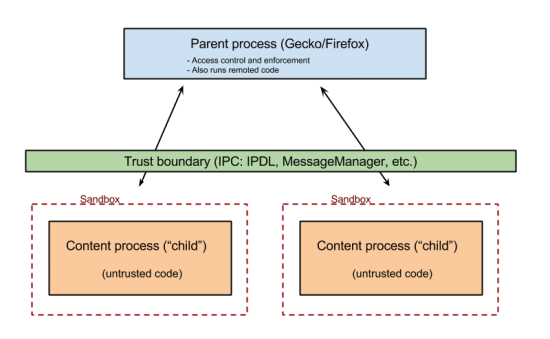 Parent process (Gecko/Firefox)
- Access control and enforcement
- Also runs remoted code
Trust boundary (IPC: IPDL, MessageManager, etc.)
Sandbox
Content process (“child”)
(untrusted code)
Sandbox
Content process (“child”)
(untrusted code)